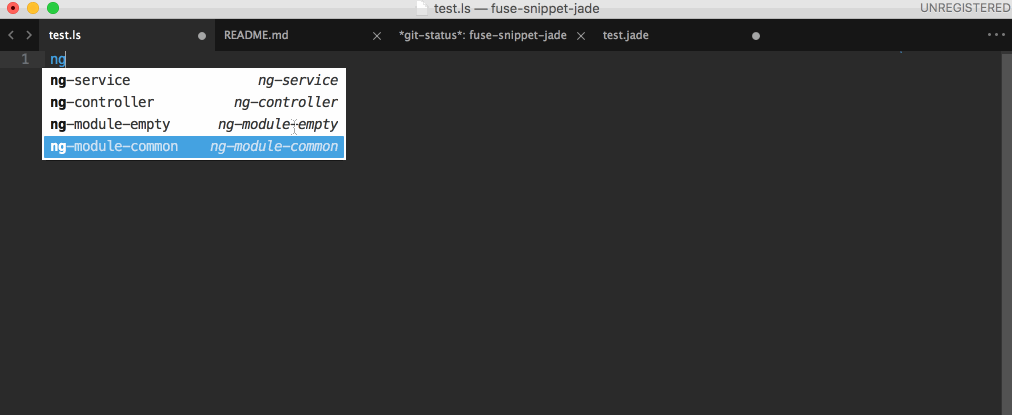 test.ls — fuse-snippet-jade
UNREGISTERED
test.ls
README.md
*git-status*: fuse-snippet-jade
test.jade
1 ng
ng-service ng-service
ng-controller ng-controller
ng-module-empty ng-module-empty
ng-module-common ng-module-common